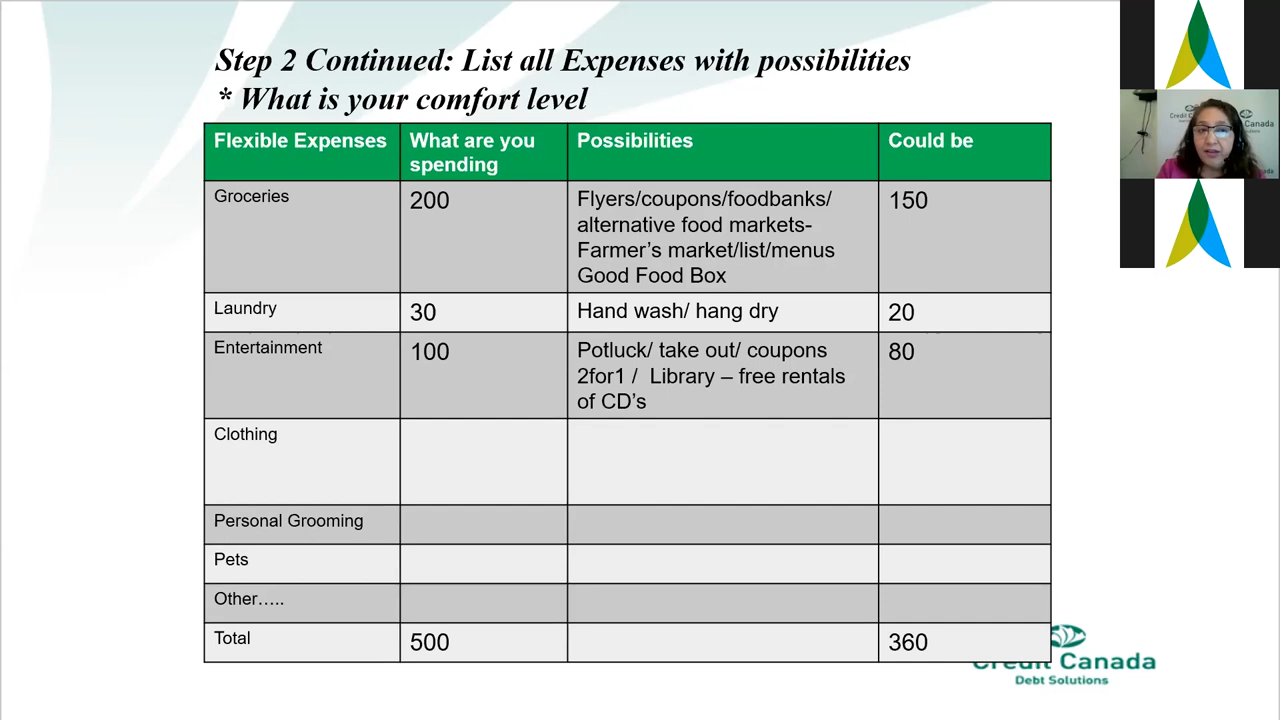 Step 2 Continued: List all Expenses with possibilities
* What is your comfort level
Flexible Expenses
What are you
spending
Possibilities
Could be
Groceries
200
Flyers/coupons/foodbanks/
alternative food markets-
Farmer's market/list/menus
Good Food Box
150
Laundry
30
Hand wash/ hang dry
20
Entertainment
100
Potluck/ take out/ coupons
2for1 / Library – free rentals
of CD's
80
Clothing
Personal Grooming
Pets
Other…..
Total
500
360
Credit Canada
Debt Solutions